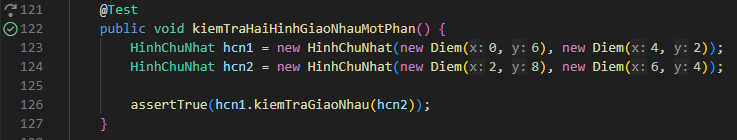 121 @Test
122 public void kiemTraHaiHinhGiaoNhauMotPhan() {
123 HinhChuNhat hcn1 = new HinhChuNhat(new Diem(x: 0, y: 6), new Diem(x: 4, y: 2));
124 HinhChuNhat hcn2 = new HinhChuNhat(new Diem(x: 2, y: 8), new Diem(x: 6, y: 4));
125
126 assertTrue(hcn1.kiemTraGiaoNhau(hcn2));
127 }